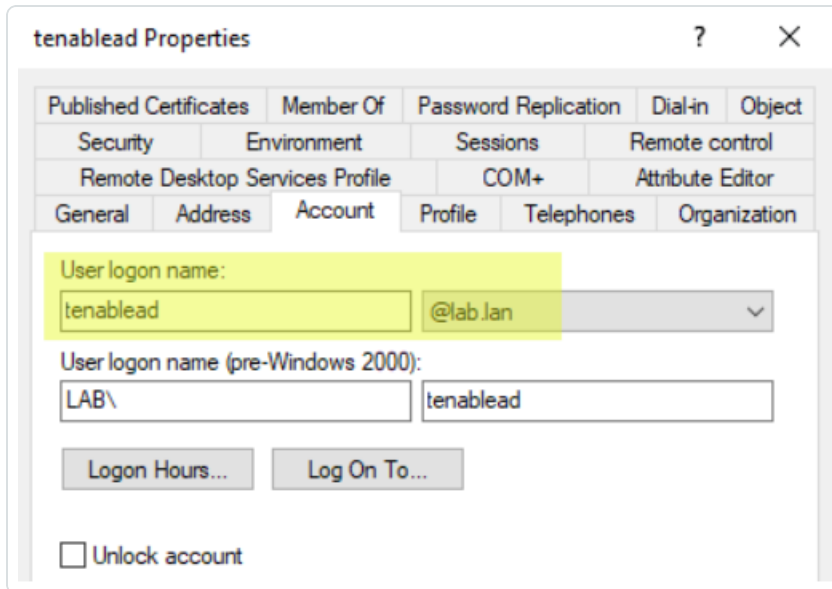 tenablead Properties ?
Published Certificates Member Of Password Replication Dial-in Object
Security Environment Sessions Remote control
Remote Desktop Services Profile COM+ Attribute Editor
General Address Account Profile Telephones Organization
User logon name:
tenablead @lab.lan
User logon name (pre-Windows 2000):
LAB\ tenablead
Logon Hours... Log On To...
Unlock account